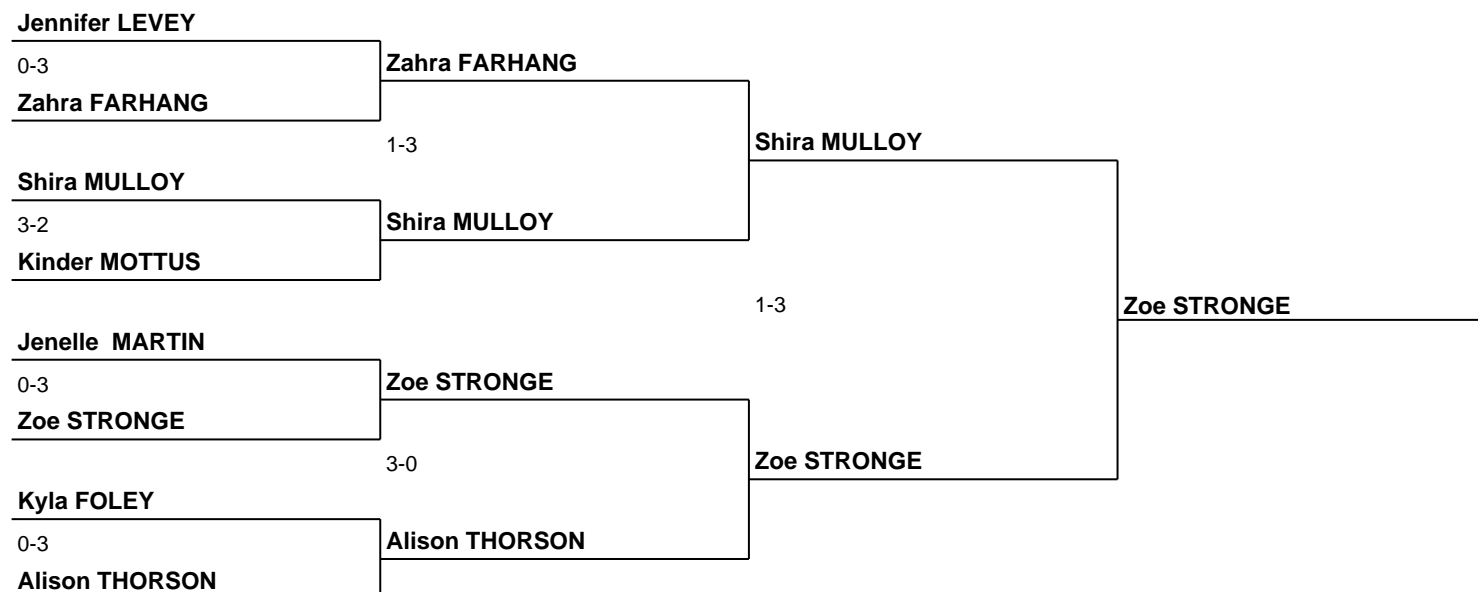 Jennifer LEVEY
0-3
Zahra FARHANG
Zahra FARHANG
1-3
Shira MULLOY
Shira MULLOY
3-2
Shira MULLOY
Kinder MOTTUS
1-3
Zoe STRONGE
Jenelle  MARTIN
0-3
Zoe STRONGE
Zoe STRONGE
3-0
Zoe STRONGE
Kyla FOLEY
0-3
Alison THORSON
Alison THORSON